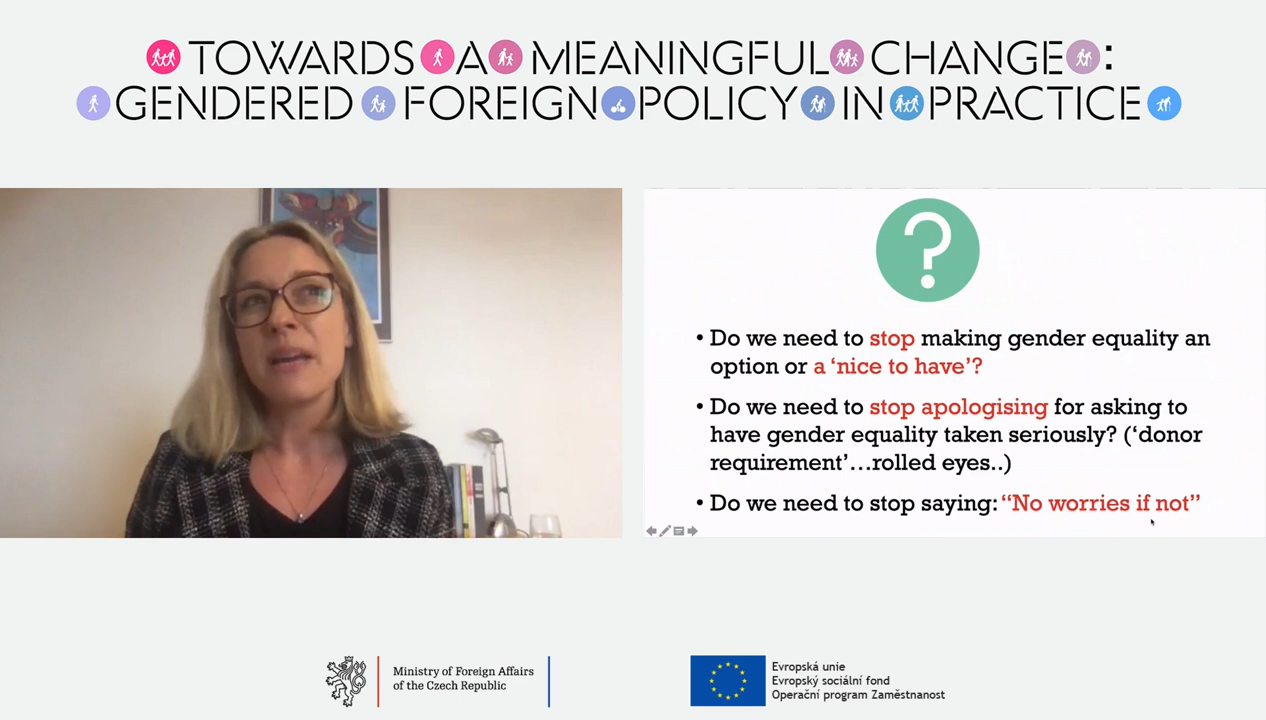 TOWARDS A MEANINGFUL CHANGE:
GENDERED FOREIGN POLICY IN PRACTICE
?
• Do we need to stop making gender equality an
option or a ‘nice to have’?
• Do we need to stop apologising for asking to
have gender equality taken seriously? (‘donor
requirement’...rolled eyes..)
• Do we need to stop saying: “No worries if not”
Ministry of Foreign Affairs
of the Czech Republic
Evropská unie
Evropský sociální fond
Operační program Zaměstnanost